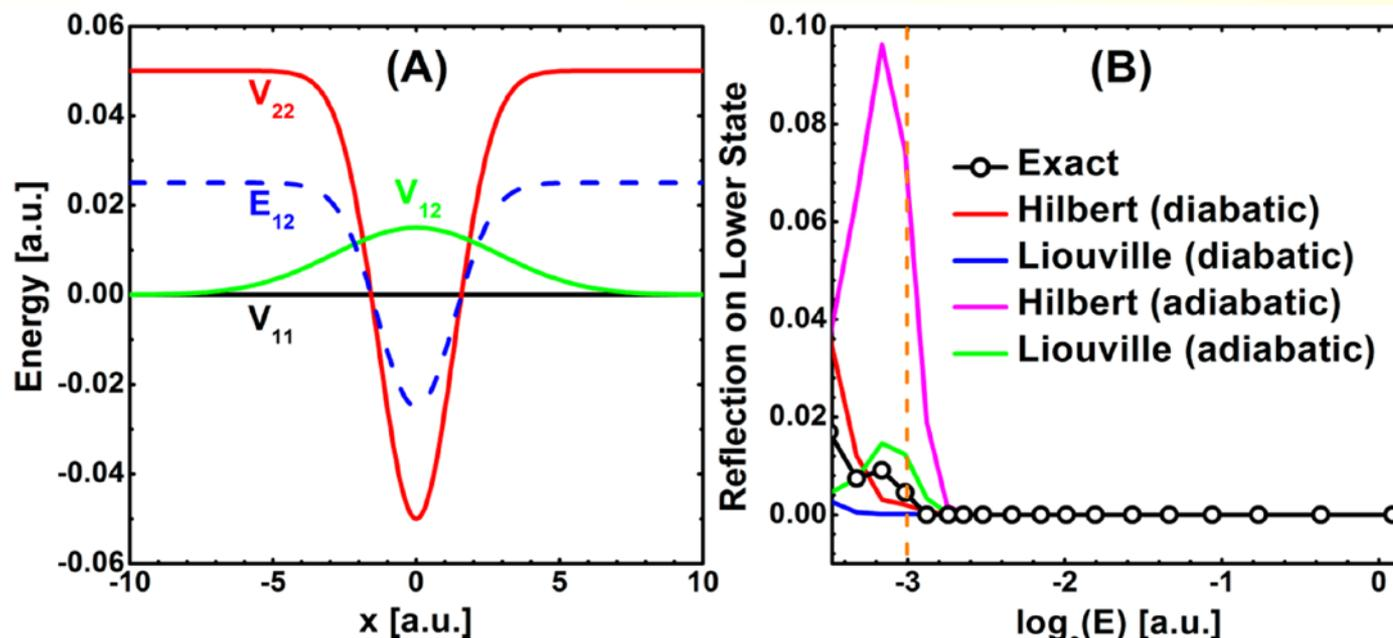 (A)
0.06
0.04
0.02
0.00
-0.02
-0.04
-0.06
Energy [a.u.]
V22
E12
V12
V11
-10
-5
0
5
10
x [a.u.]
(B)
0.10
0.08
0.06
0.04
0.02
0.00
Reflection on Lower State
Exact
Hilbert (diabatic)
Liouville (diabatic)
Hilbert (adiabatic)
Liouville (adiabatic)
-3
-2
-1
0
log (E) [a.u.]